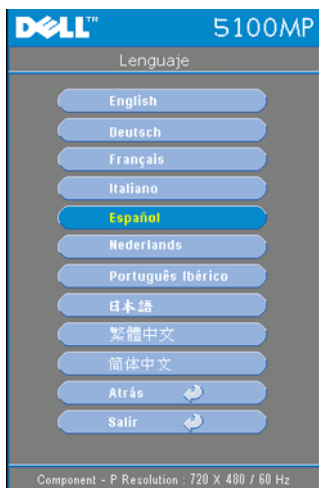 DELL™ 5100MP
Lenguaje
English
Deutsch
Français
Italiano
Español
Nederlands
Português Ibérico
日本語
繁體中文
简体中文
Atrás
Salir
Component - P Resolution : 720 X 480 / 60 Hz